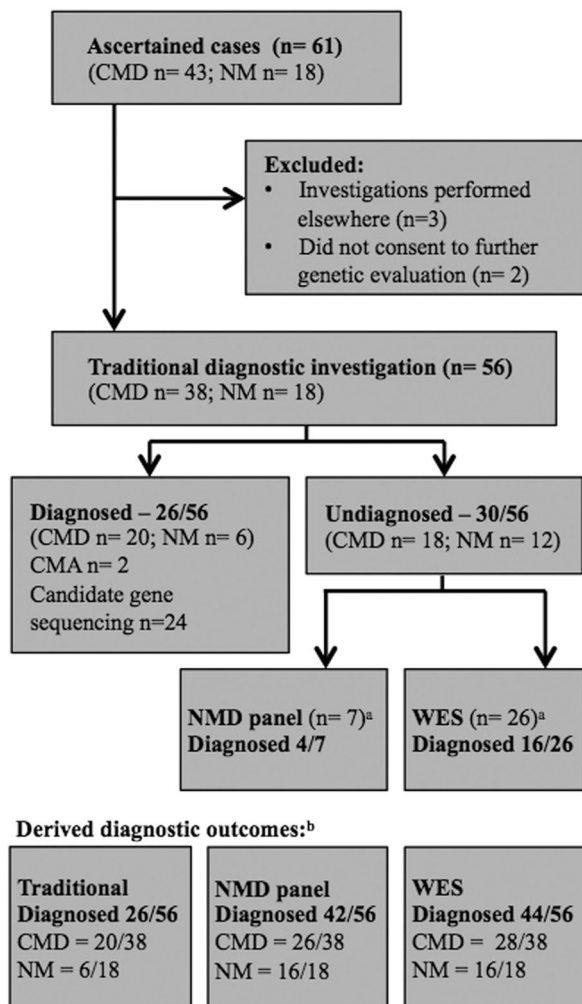 Ascertained cases (n= 61)
(CMD n= 43; NM n= 18)
Excluded:
• Investigations performed
elsewhere (n=3)
• Did not consent to further
genetic evaluation (n= 2)
Traditional diagnostic investigation (n= 56)
(CMD n= 38; NM n= 18)
Diagnosed – 26/56
(CMD n= 20; NM n= 6)
CMA n= 2
Candidate gene
sequencing n=24
Undiagnosed – 30/56
(CMD n= 18; NM n= 12)
NMD panel (n= 7)ᵃ
Diagnosed 4/7
WES (n= 26)ᵃ
Diagnosed 16/26
Derived diagnostic outcomes:ᵇ
Traditional
Diagnosed 26/56
CMD = 20/38
NM = 6/18
NMD panel
Diagnosed 42/56
CMD = 26/38
NM = 16/18
WES
Diagnosed 44/56
CMD = 28/38
NM = 16/18